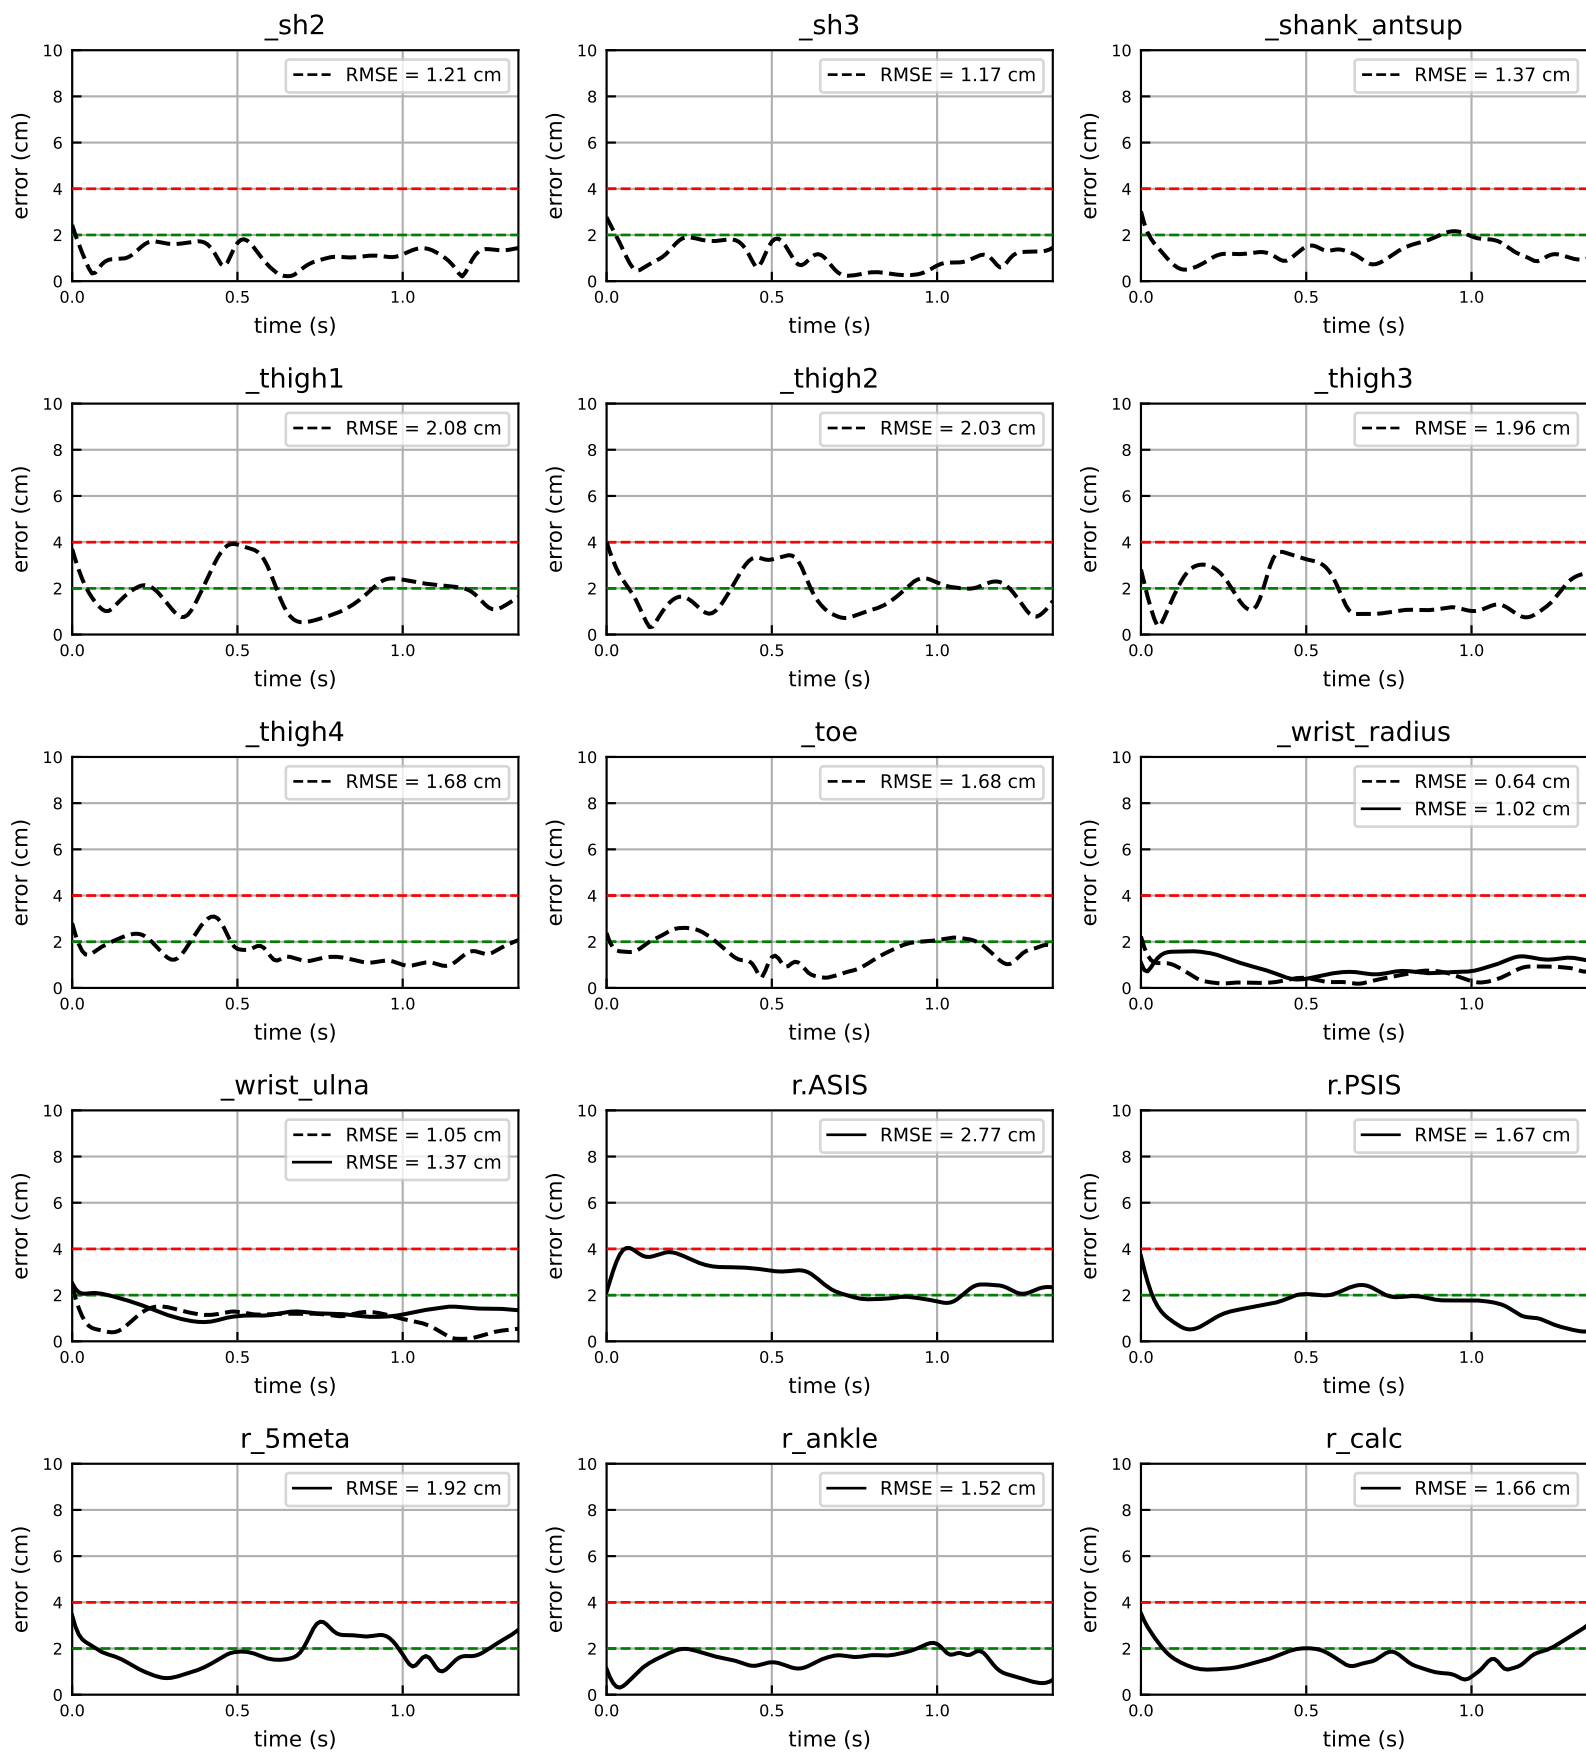 _sh2
_sh3
_shank_antsup
RMSE = 1.21 cm
RMSE = 1.17 cm
RMSE = 1.37 cm
10
8
6
4
2
0
error (cm)
0.0 0.5 1.0
time (s)
10
8
6
4
2
0
error (cm)
0.0 0.5 1.0
time (s)
10
8
6
4
2
0
error (cm)
0.0 0.5 1.0
time (s)
_thigh1
_thigh2
_thigh3
RMSE = 2.08 cm
RMSE = 2.03 cm
RMSE = 1.96 cm
10
8
6
4
2
0
error (cm)
0.0 0.5 1.0
time (s)
10
8
6
4
2
0
error (cm)
0.0 0.5 1.0
time (s)
10
8
6
4
2
0
error (cm)
0.0 0.5 1.0
time (s)
_thigh4
_toe
_wrist_radius
RMSE = 1.68 cm
RMSE = 1.68 cm
RMSE = 0.64 cm
RMSE = 1.02 cm
10
8
6
4
2
0
error (cm)
0.0 0.5 1.0
time (s)
10
8
6
4
2
0
error (cm)
0.0 0.5 1.0
time (s)
10
8
6
4
2
0
error (cm)
0.0 0.5 1.0
time (s)
_wrist_ulna
r.ASIS
r.PSIS
RMSE = 1.05 cm
RMSE = 1.37 cm
RMSE = 2.77 cm
RMSE = 1.67 cm
10
8
6
4
2
0
error (cm)
0.0 0.5 1.0
time (s)
10
8
6
4
2
0
error (cm)
0.0 0.5 1.0
time (s)
10
8
6
4
2
0
error (cm)
0.0 0.5 1.0
time (s)
r_5meta
r_ankle
r_calc
RMSE = 1.92 cm
RMSE = 1.52 cm
RMSE = 1.66 cm
10
8
6
4
2
0
error (cm)
0.0 0.5 1.0
time (s)
10
8
6
4
2
0
error (cm)
0.0 0.5 1.0
time (s)
10
8
6
4
2
0
error (cm)
0.0 0.5 1.0
time (s)